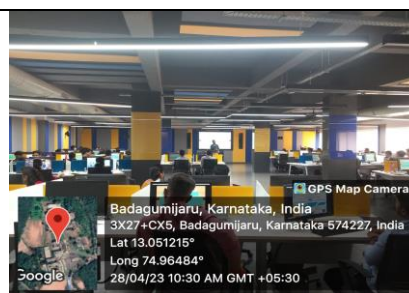 GPS Map Camera
Badagumijaru, Karnataka, India
3X27+CX5, Badagumijaru, Karnataka 574227, India
Lat 13.051215°
Long 74.96484°
28/04/23 10:30 AM GMT +05:30
Google